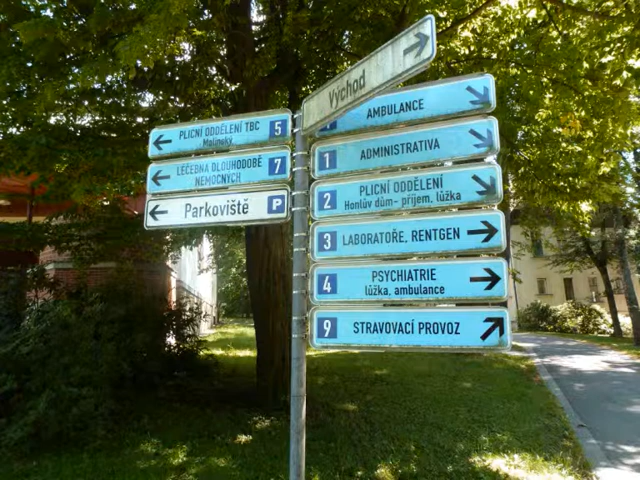 Východ
PLICNÍ ODDĚLENÍ TBC 5
Malinský
LÉČEBNA DLOUHODOBĚ 7
NEMOCNÝCH
Parkoviště P
AMBULANCE
1 ADMINISTRATIVA
2 PLICNÍ ODDĚLENÍ
Honlův dům- příjem, lůžka
3 LABORATOŘE, RENTGEN
4 PSYCHIATRIE
lůžka, ambulance
9 STRAVOVACÍ PROVOZ